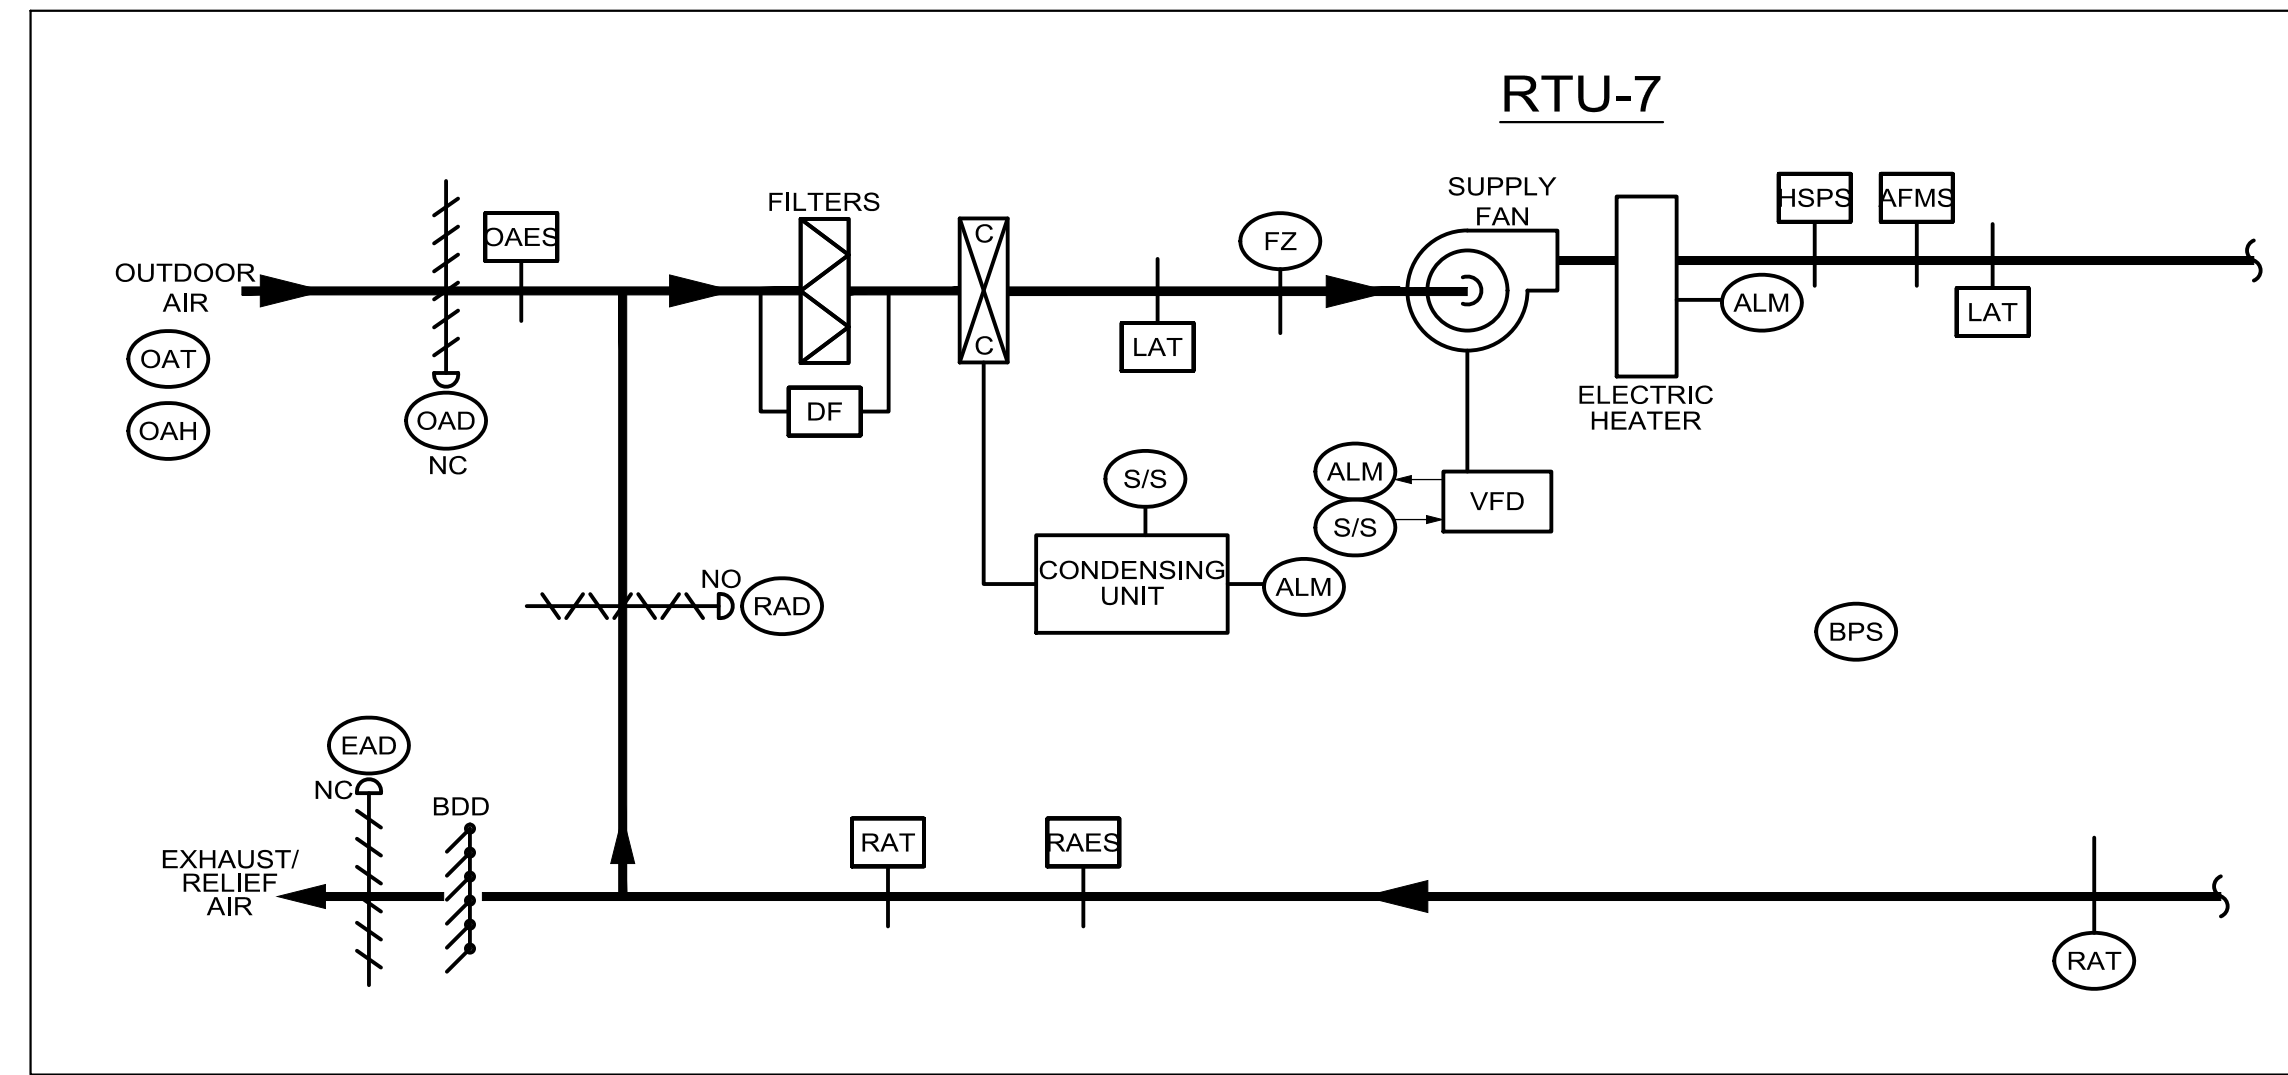 RTU-7
SUPPLY
FAN
HSPS
AFMS
FILTERS
OAES
FZ
OUTDOOR
AIR
C
C
LAT
ALM
LAT
OAT
OAH
OAD
NC
DF
ELECTRIC
HEATER
S/S
ALM
S/S
VFD
CONDENSING
UNIT
ALM
NO
RAD
BPS
EAD
NC
BDD
RAT
RAES
EXHAUST/
RELIEF
AIR
RAT